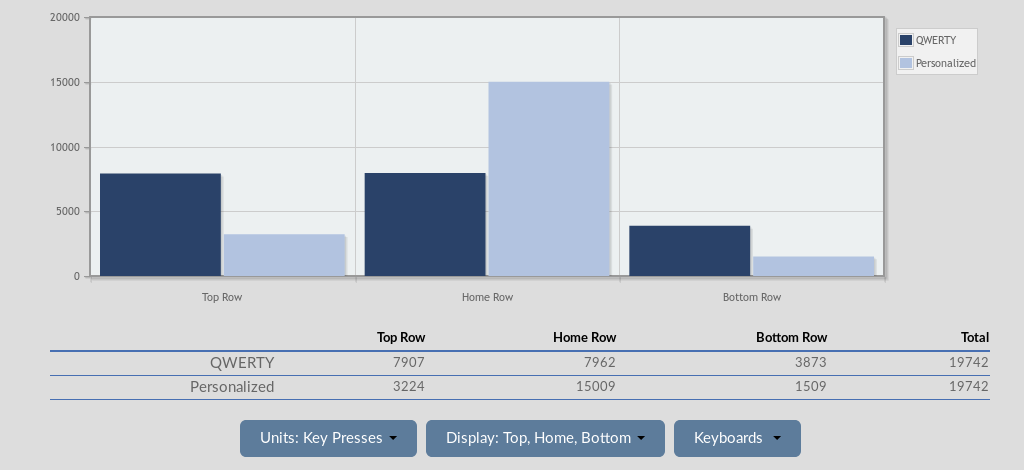 20000
QWERTY
Personalized
15000
10000
5000
0
Top Row Home Row Bottom Row
Top Row Home Row Bottom Row Total
QWERTY 7907 7962 3873 19742
Personalized 3224 15009 1509 19742
Units: Key Presses Display: Top, Home, Bottom Keyboards